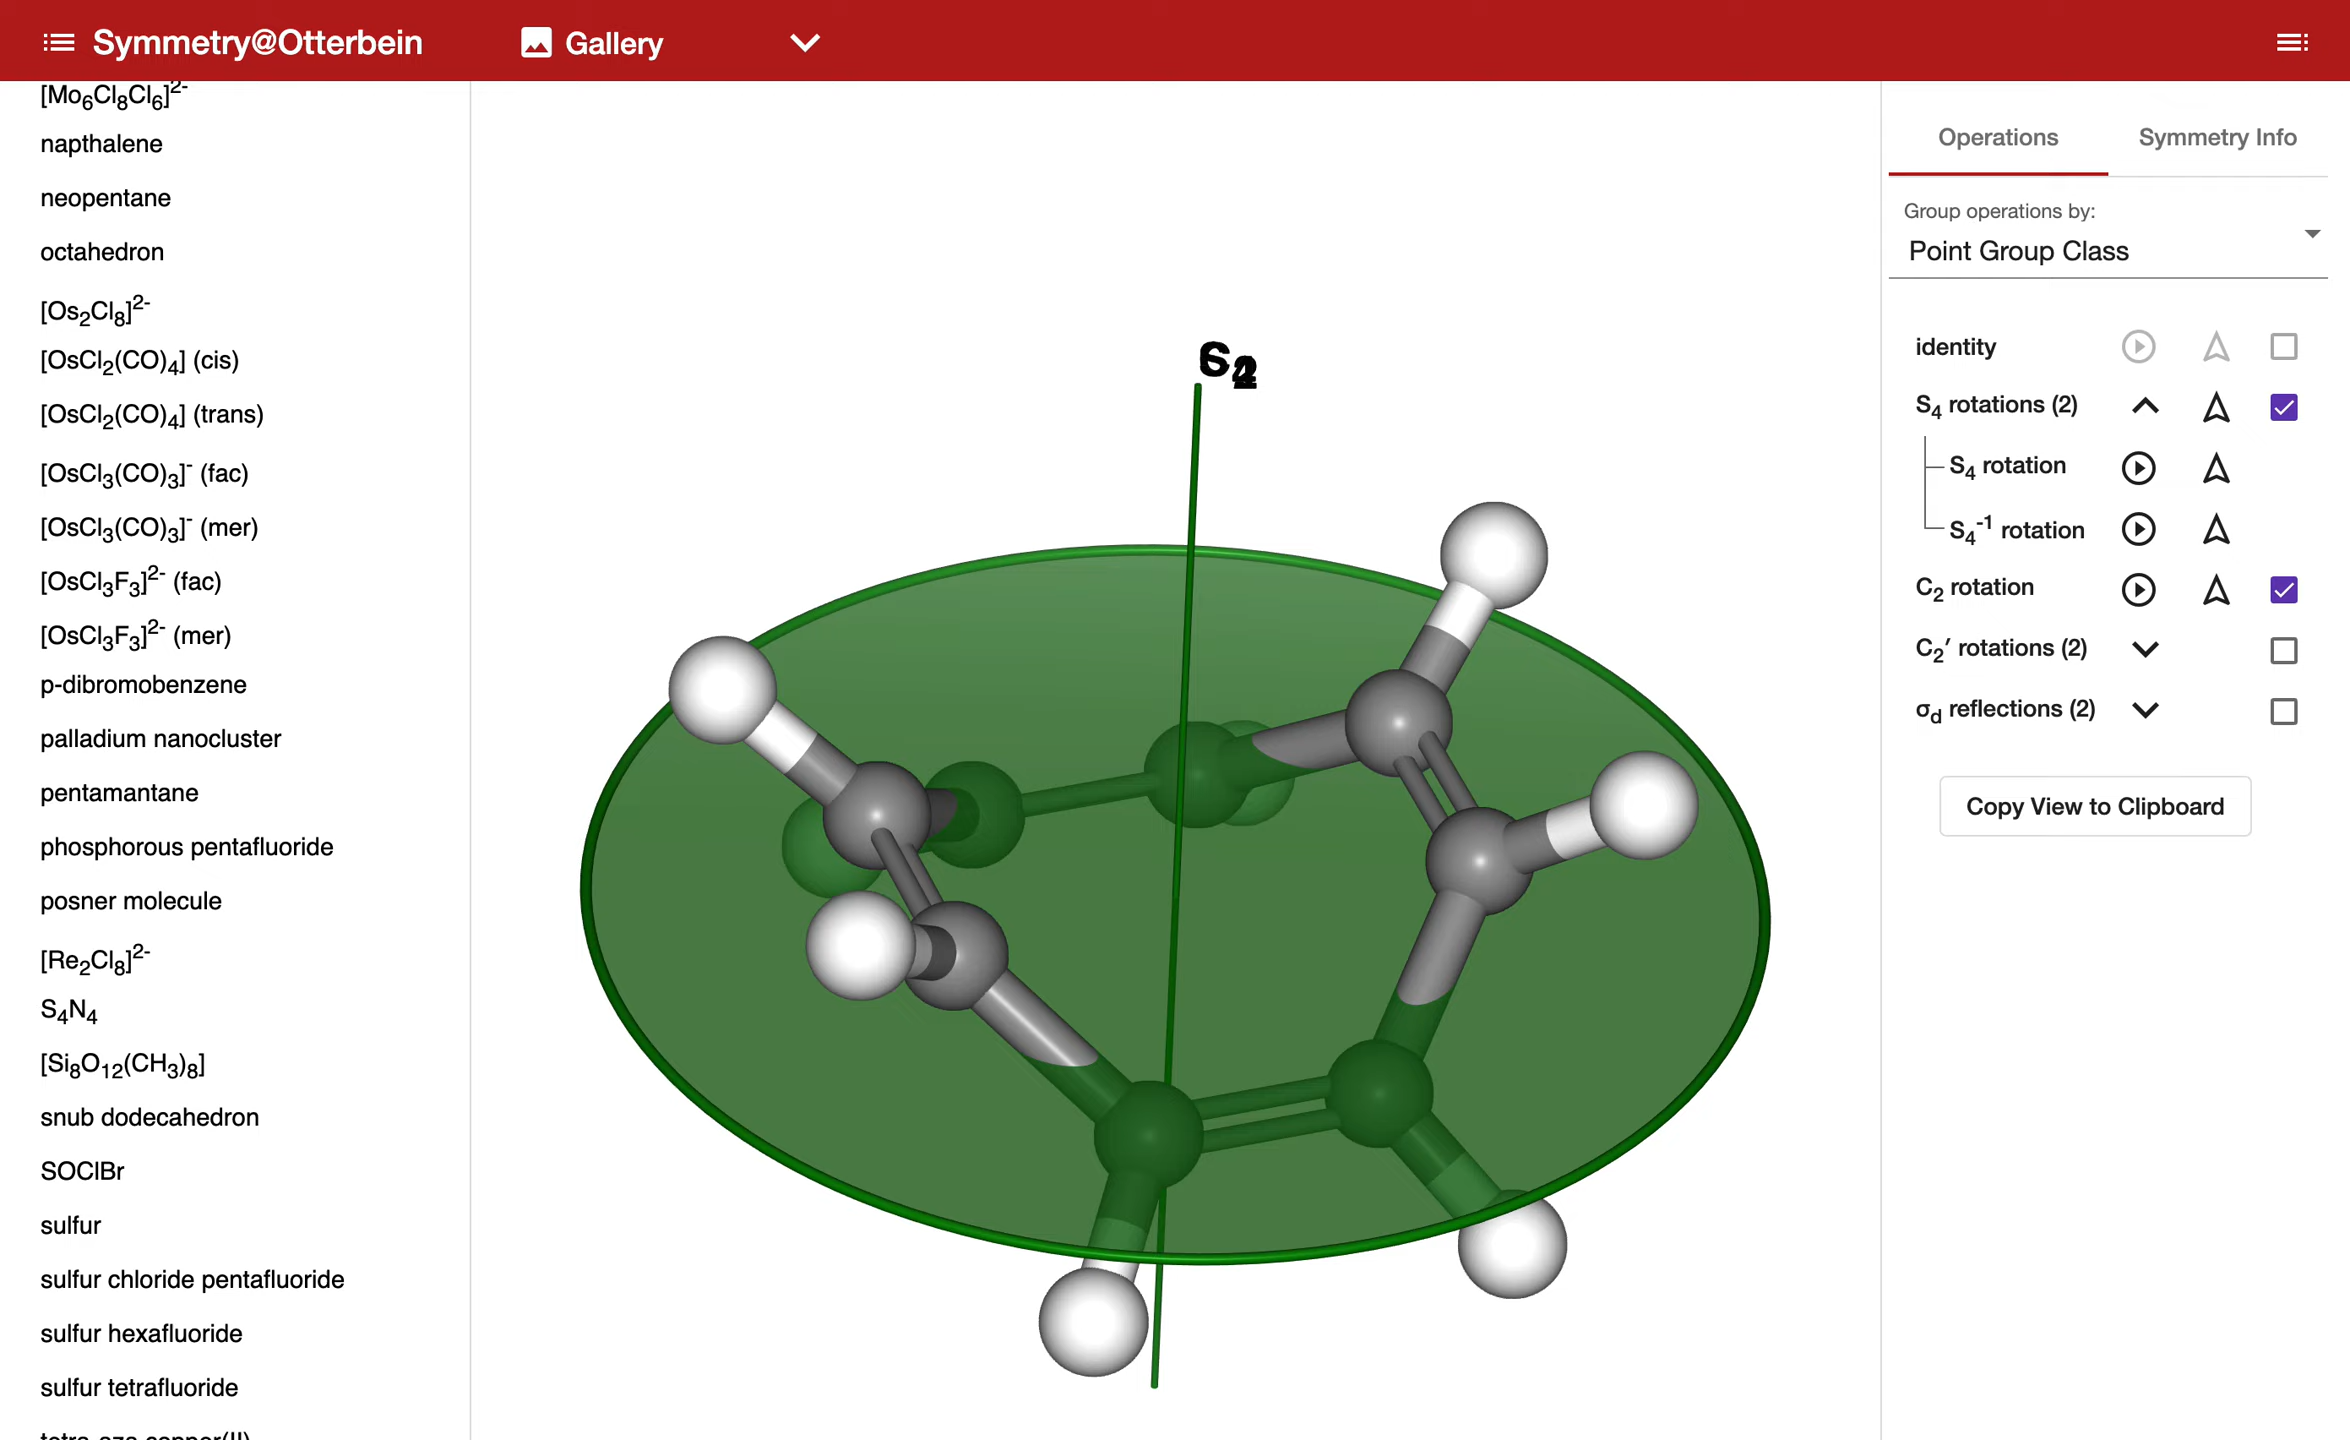 Symmetry@Otterbein
Gallery
[Mo₆Cl₈Cl₆]²⁻
napthalene
neopentane
octahedron
[Os₂Cl₈]²⁻
[OsCl₂(CO)₄] (cis)
[OsCl₂(CO)₄] (trans)
[OsCl₃(CO)₃]⁻ (fac)
[OsCl₃(CO)₃]⁻ (mer)
[OsCl₃F₃]²⁻ (fac)
[OsCl₃F₃]²⁻ (mer)
p-dibromobenzene
palladium nanocluster
pentamantane
phosphorous pentafluoride
posner molecule
[Re₂Cl₈]²⁻
S₄N₄
[Si₈O₁₂(CH₃)₈]
snub dodecahedron
SOClBr
sulfur
sulfur chloride pentafluoride
sulfur hexafluoride
sulfur tetrafluoride
Operations
Symmetry Info
Group operations by:
Point Group Class
identity
S₄ rotations (2)
S₄ rotation
S₄⁻¹ rotation
C₂ rotation
C₂′ rotations (2)
σd reflections (2)
Copy View to Clipboard